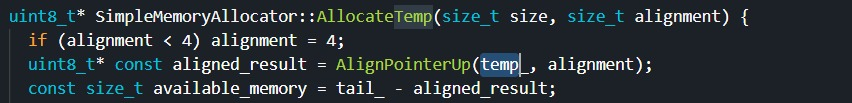 uint8_t* SimpleMemoryAllocator::AllocateTemp(size_t size, size_t alignment) {
if (alignment < 4) alignment = 4;
uint8_t* const aligned_result = AlignPointerUp(temp_, alignment);
const size_t available_memory = tail_ - aligned_result;